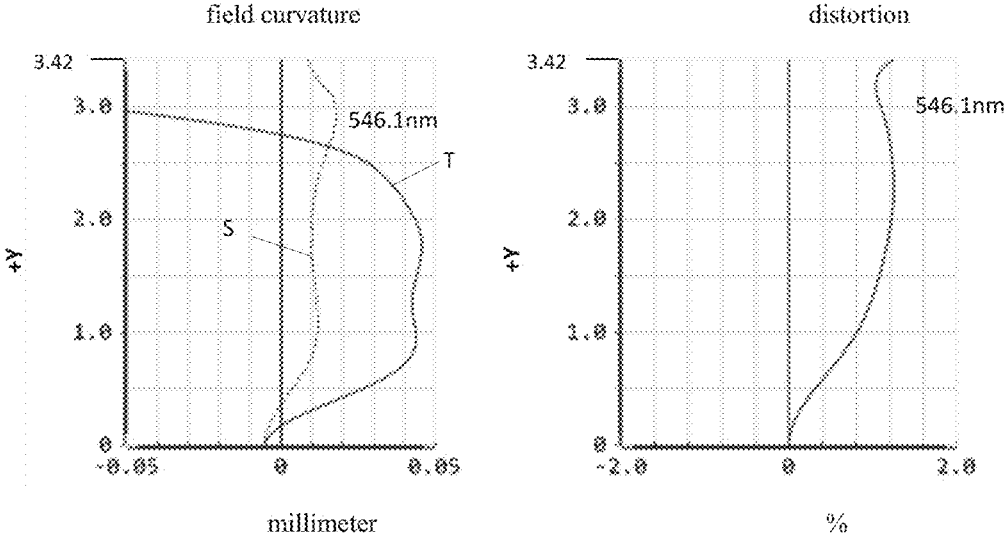 field curvature
distortion
3.42
3.0
546.1nm
T
2.0
S
+Y
1.0
0
-0.05
0
0.05
millimeter
3.42
3.0
546.1nm
2.0
+Y
1.0
0
-2.0
0
2.0
%